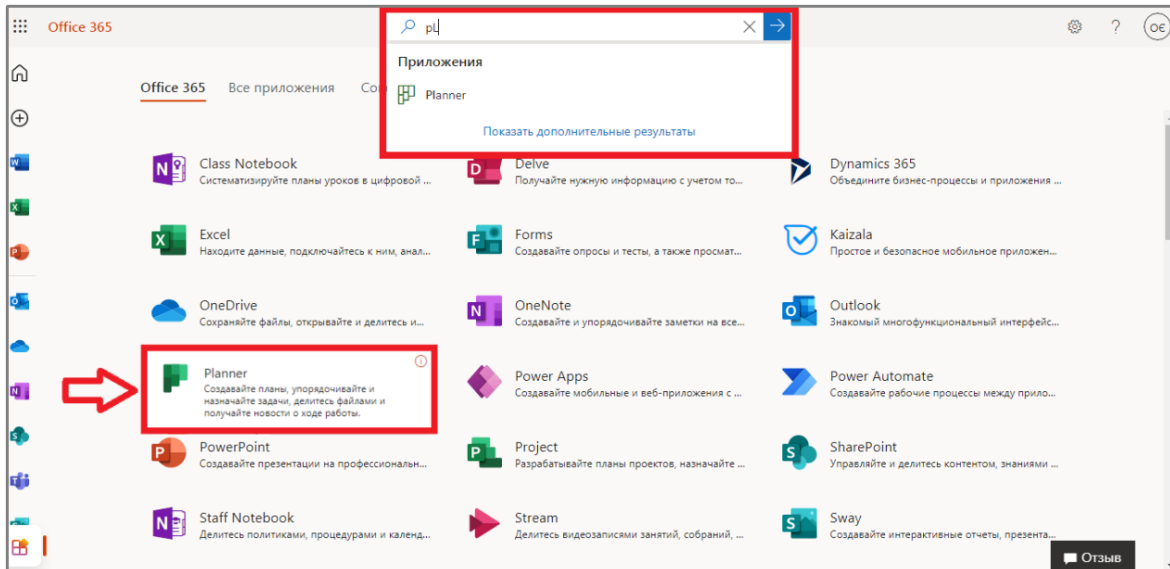 Office 365
pL
OЄ
Приложения
Planner
Показать дополнительные результаты
Office 365 Все приложения
Class Notebook
Систематизируйте планы уроков в цифровой ...
Delve
Получайте нужную информацию с учетом то...
Dynamics 365
Объедините бизнес-процессы и приложения ...
Excel
Находите данные, подключайтесь к ним, анал...
Forms
Создавайте опросы и тесты, а также просмат...
Kaizala
Простое и безопасное мобильное приложен...
OneDrive
Сохраняйте файлы, открывайте и делитесь и...
OneNote
Создавайте и упорядочивайте заметки на все...
Outlook
Знакомый многофункциональный интерфейс...
Planner
Создавайте планы, упорядочивайте и
назначайте задачи, делитесь файлами и
получайте новости о ходе работы.
Power Apps
Создавайте мобильные и веб-приложения с ...
Power Automate
Создавайте рабочие процессы между прило...
PowerPoint
Создавайте презентации на профессиональн...
Project
Разрабатывайте планы проектов, назначайте ...
SharePoint
Управляйте и делитесь контентом, знаниями ...
Staff Notebook
Делитесь политиками, процедурами и календ...
Stream
Делитесь видеозаписями занятий, собраний, ...
Sway
Создавайте интерактивные отчеты, презента...
Отзыв